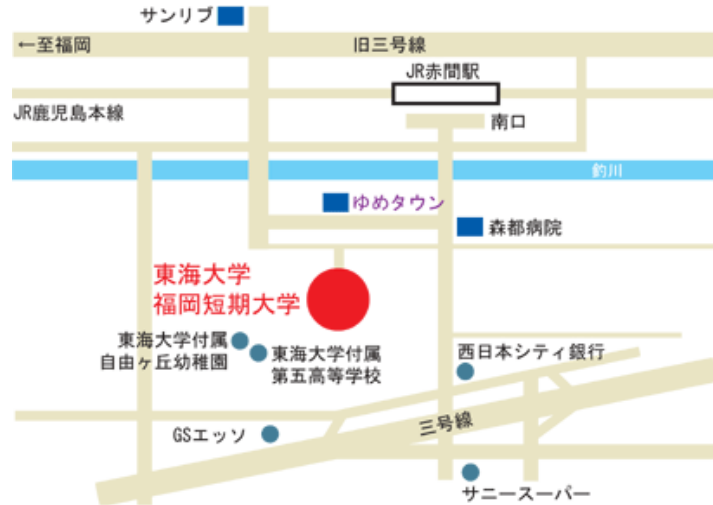 サンリブ
←至福岡
旧三号線
JR赤間駅
JR鹿児島本線
南口
釣川
ゆめタウン
森都病院
東海大学
福岡短期大学
東海大学付属
自由ヶ丘幼稚園
東海大学付属
第五高等学校
西日本シティ銀行
三号線
GSエッソ
サニースーパー